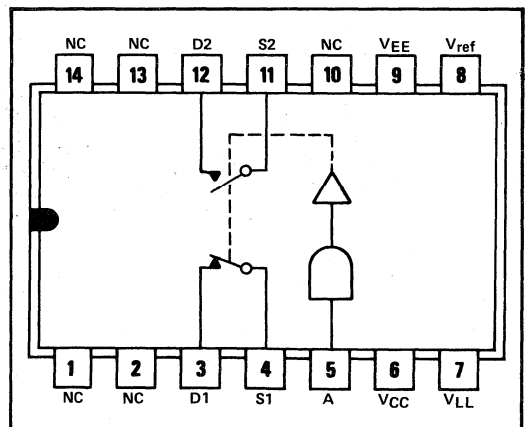 NC NC D2 S2 NC VEE Vref
14 13 12 11 10 9 8
1 2 3 4 5 6 7
NC NC D1 S1 A VCC VLL